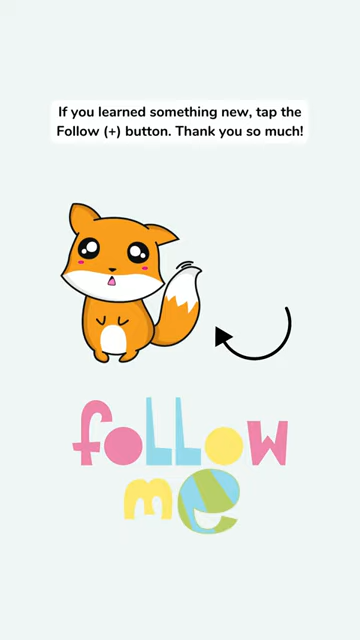 If you learned something new, tap the
Follow (+) button. Thank you so much!
follow
me